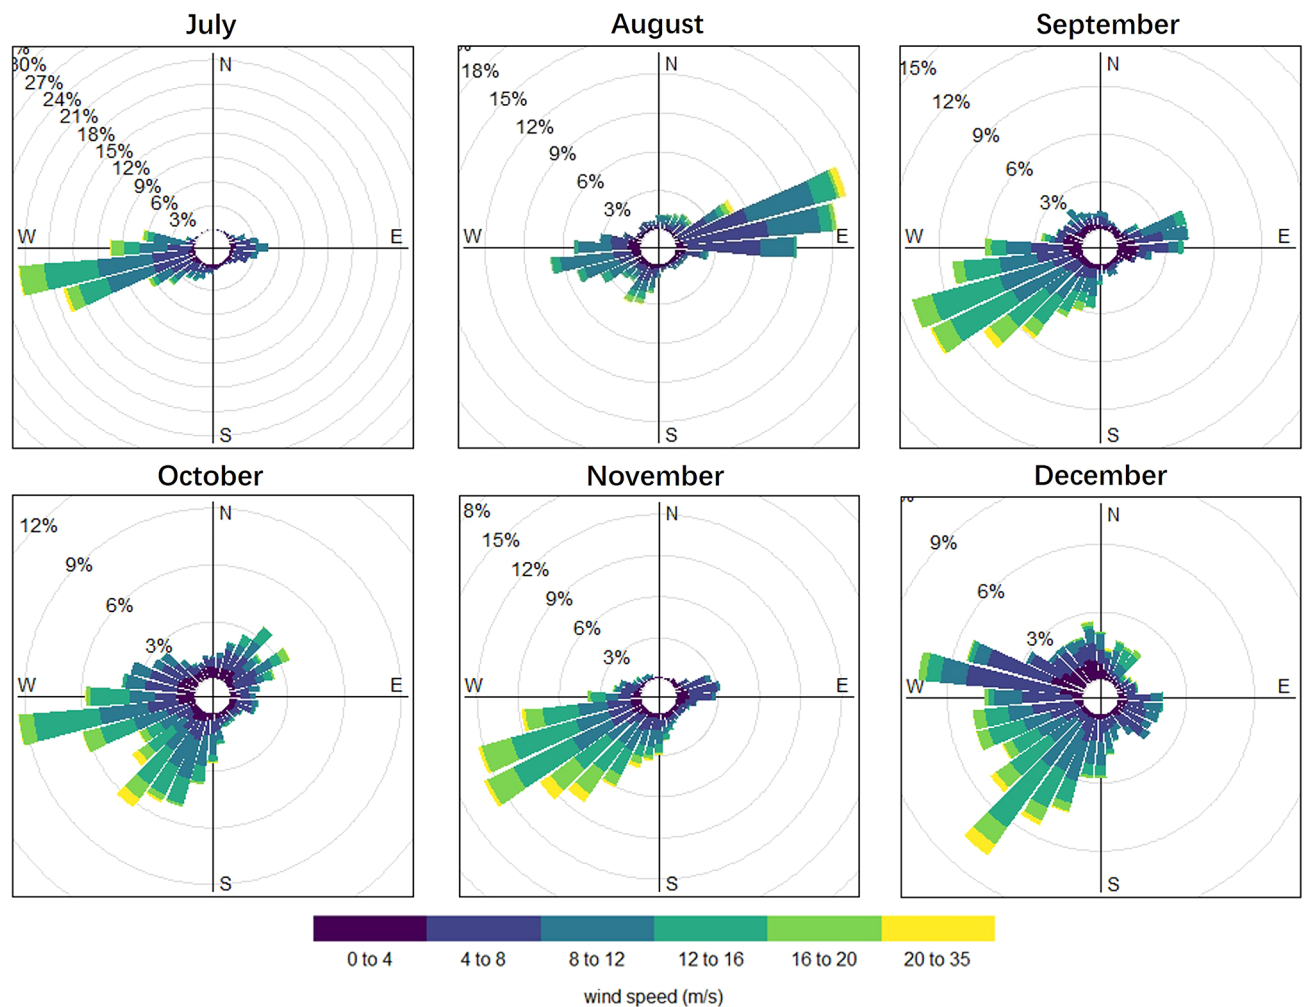 July
August
September
%
30%
27%
24%
21%
18%
15%
12%
9%
6%
3%
N
W
E
S
%
18%
15%
12%
9%
6%
3%
N
W
E
S
15%
12%
9%
6%
3%
N
W
E
S
October
November
December
12%
9%
6%
3%
N
W
E
S
8%
15%
12%
9%
6%
3%
N
W
E
S
%
9%
6%
3%
N
W
E
S
0 to 4
4 to 8
8 to 12
12 to 16
16 to 20
20 to 35
wind speed (m/s)